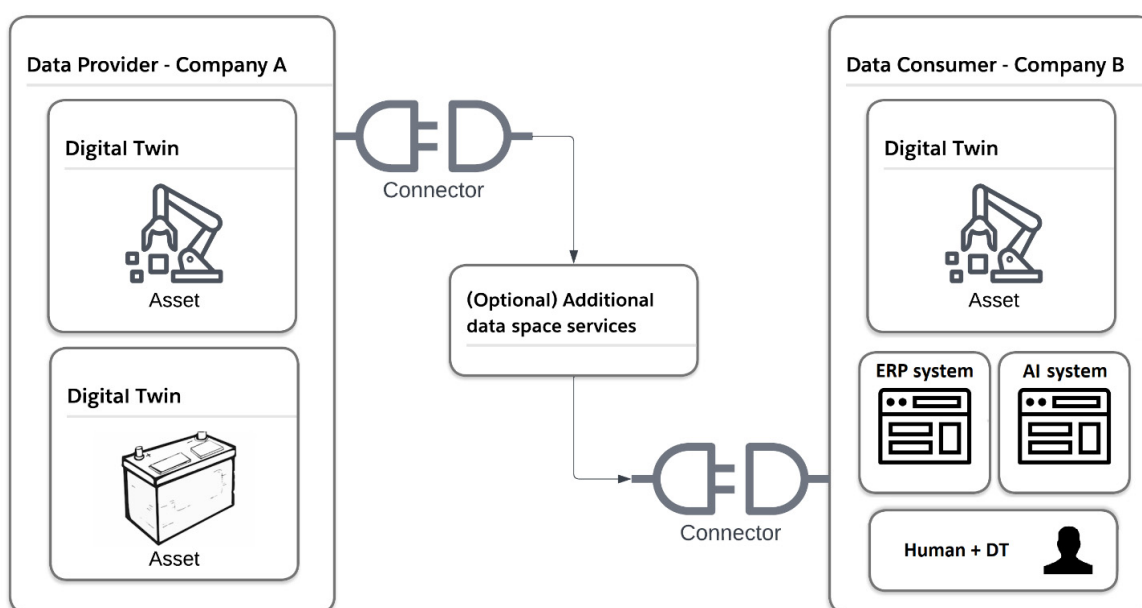 Data Provider - Company A
Digital Twin
Asset
Digital Twin
Asset
Connector
(Optional) Additional
data space services
Connector
Data Consumer - Company B
Digital Twin
Asset
ERP system
AI system
Human + DT